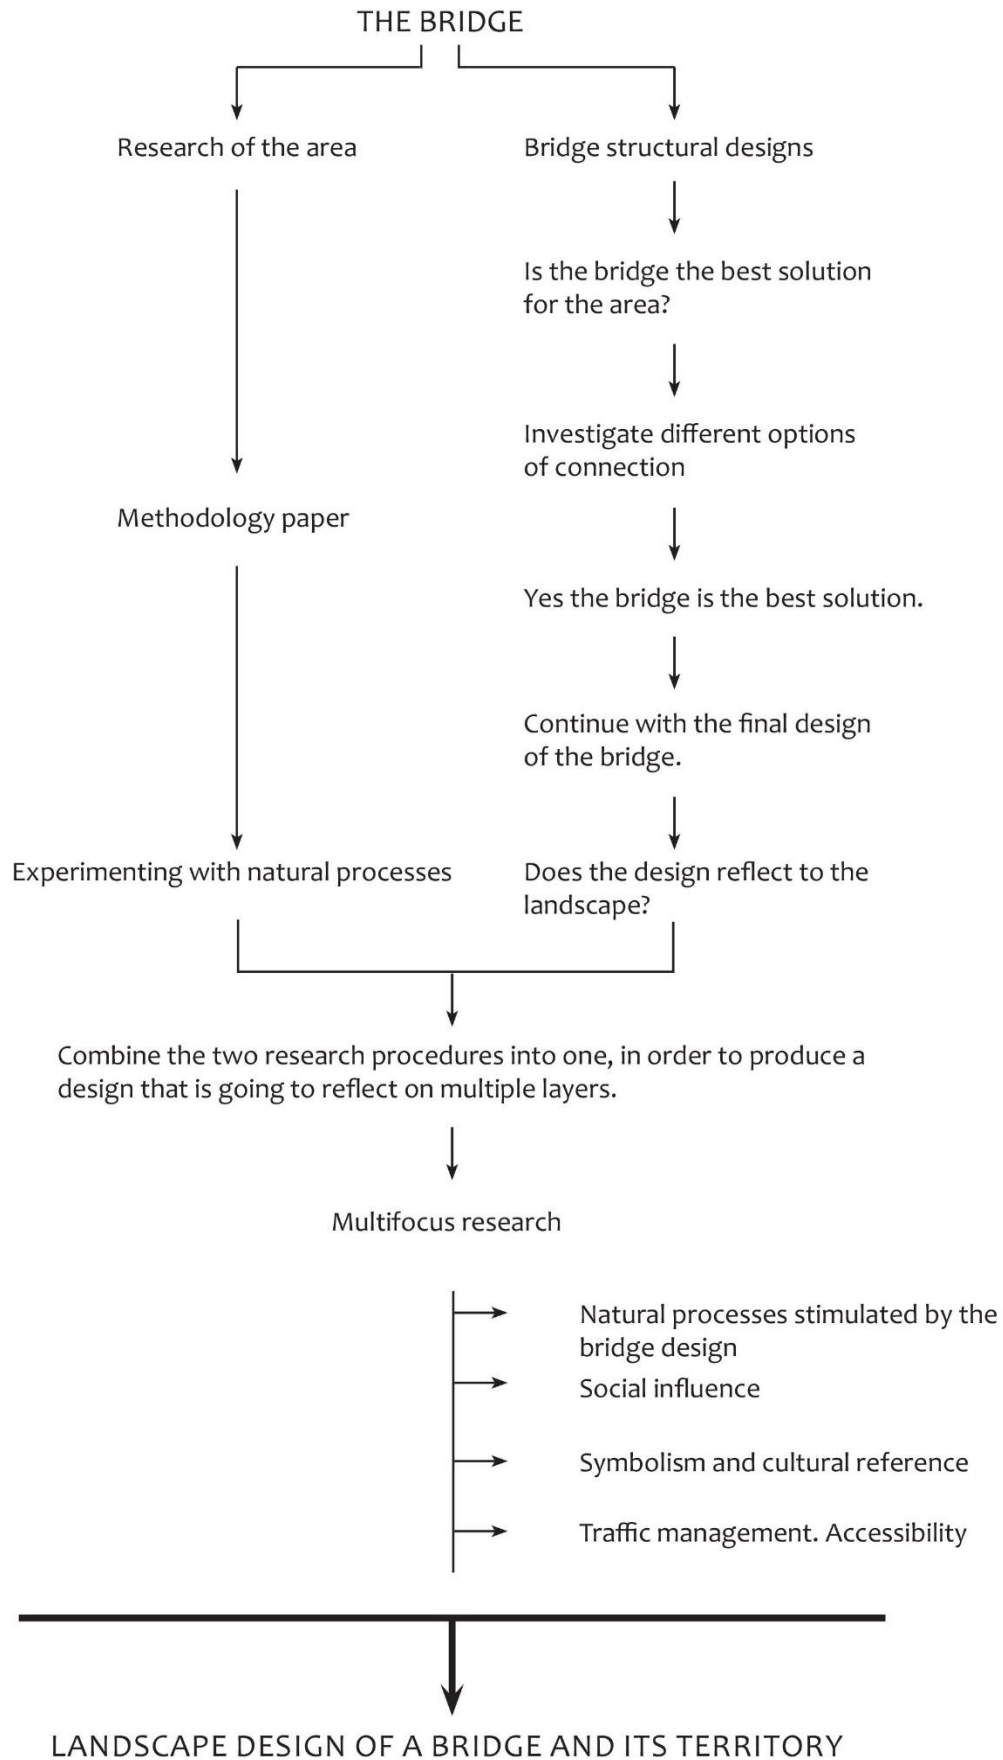 THE BRIDGE
Research of the area
Methodology paper
Experimenting with natural processes
Bridge structural designs
Is the bridge the best solution
for the area?
Investigate different options
of connection
Yes the bridge is the best solution.
Continue with the final design
of the bridge.
Does the design reflect to the
landscape?
Combine the two research procedures into one, in order to produce a
design that is going to reflect on multiple layers.
Multifocus research
Natural processes stimulated by the
bridge design
Social influence
Symbolism and cultural reference
Traffic management. Accessibility
LANDSCAPE DESIGN OF A BRIDGE AND ITS TERRITORY